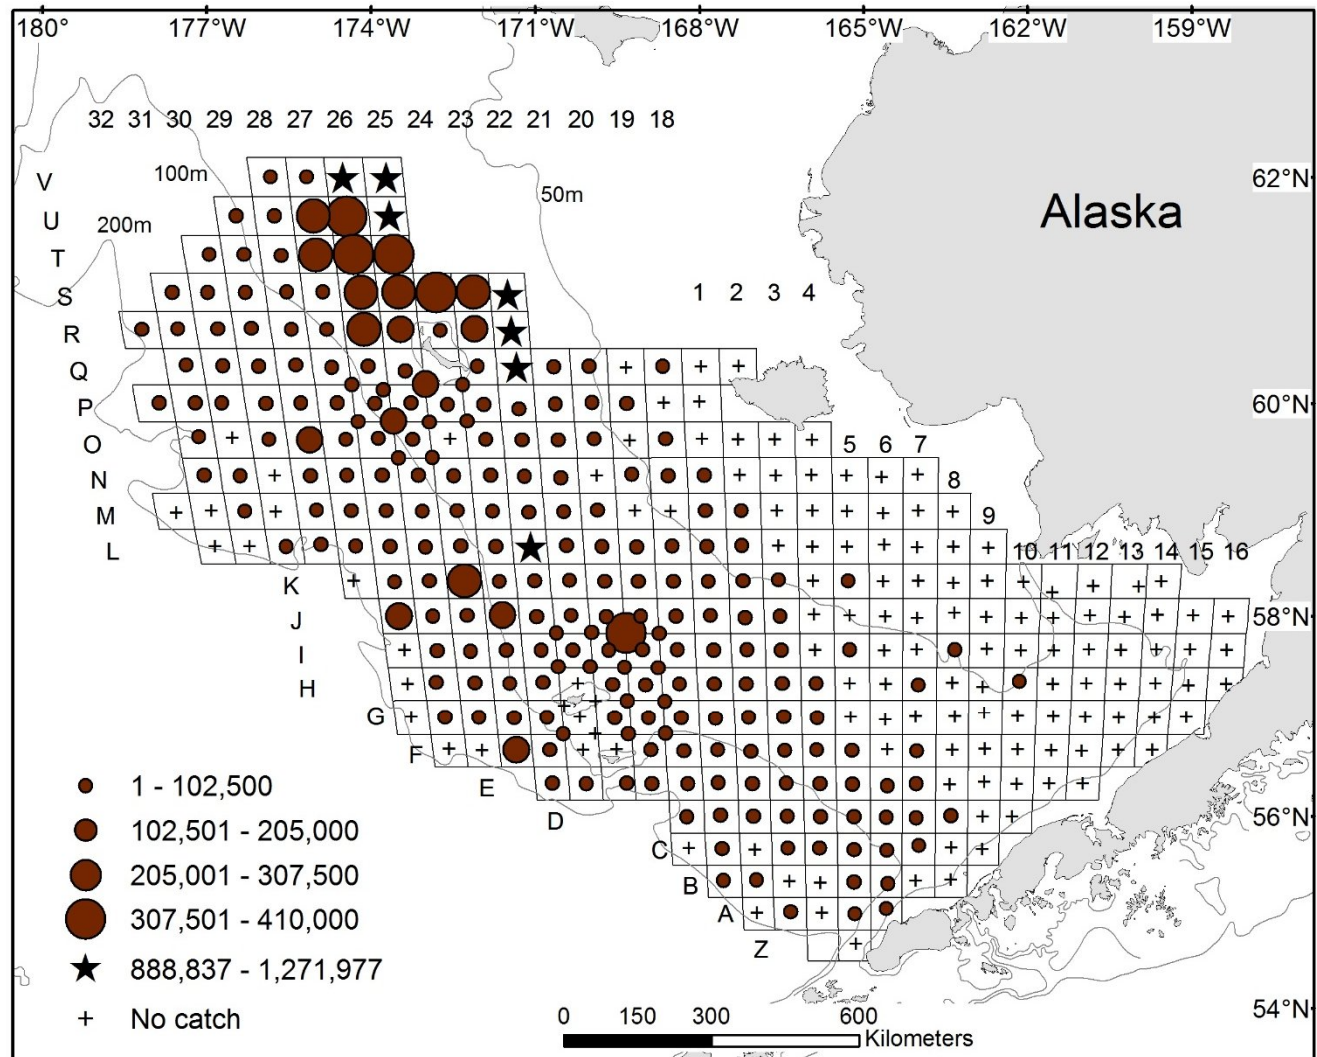 180° 177°W 174°W 171°W 168°W 165°W 162°W 159°W
32 31 30 29 28 27 26 25 24 23 22 21 20 19 18
V 100m 50m 62°N
U 200m Alaska
T
S 1 2 3 4
R
Q
P 60°N
O 5 6 7
N 8
M 9
L 10 11 12 13 14 15 16
K
J 58°N
I
H
G
F
E
1 - 102,500
D 56°N
102,501 - 205,000
C
205,001 - 307,500
B
307,501 - 410,000
A
Z
888,837 - 1,271,977
No catch
54°N
0 150 300 600
Kilometers